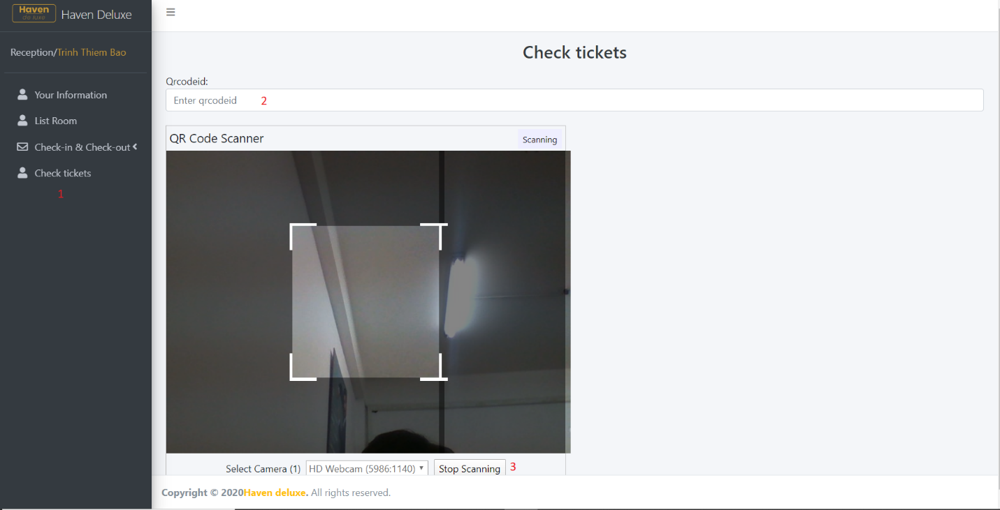 Haven
de luxe
Haven Deluxe
Reception/Trinh Thiem Bao
Your Information
List Room
Check-in & Check-out
Check tickets
1
Check tickets
Qrcodeid:
Enter qrcodeid 2
QR Code Scanner
Scanning
Select Camera (1) HD Webcam (5986:1140) Stop Scanning 3
Copyright © 2020Haven deluxe. All rights reserved.